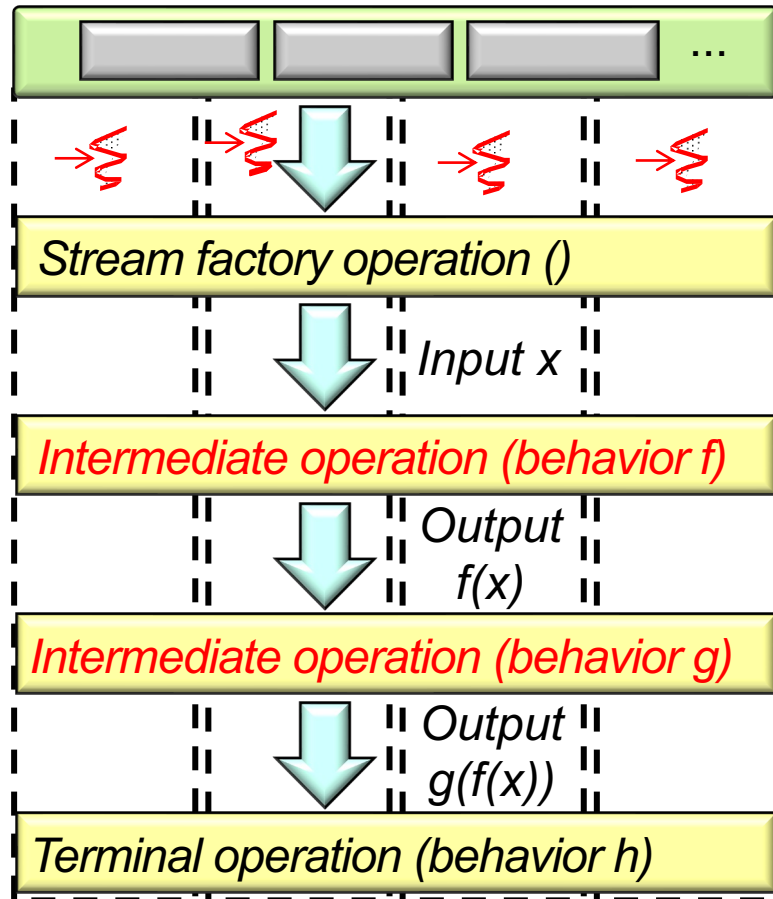 ...
Stream factory operation ()
Input x
Intermediate operation (behavior f)
Output
f(x)
Intermediate operation (behavior g)
Output
g(f(x))
Terminal operation (behavior h)